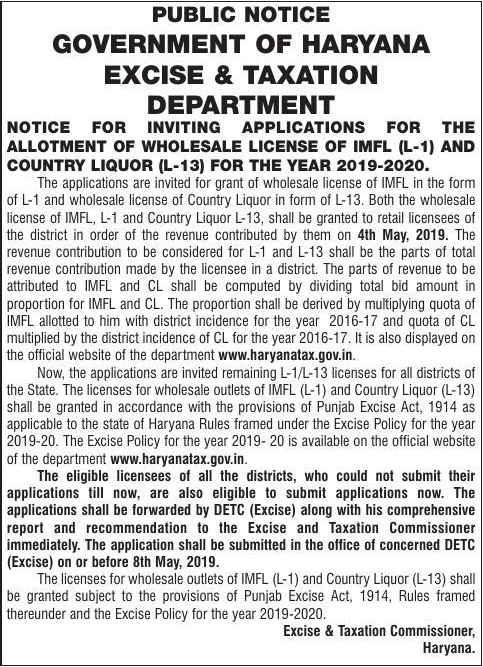 PUBLIC NOTICE
GOVERNMENT OF HARYANA
EXCISE & TAXATION
DEPARTMENT
NOTICE FOR INVITING APPLICATIONS FOR THE
ALLOTMENT OF WHOLESALE LICENSE OF IMFL (L-1) AND
COUNTRY LIQUOR (L-13) FOR THE YEAR 2019-2020.
The applications are invited for grant of wholesale license of IMFL in the form
of L-1 and wholesale license of Country Liquor in form of L-13. Both the wholesale
license of IMFL, L-1 and Country Liquor L-13, shall be granted to retail licensees of
the district in order of the revenue contributed by them on 4th May, 2019. The
revenue contribution to be considered for L-1 and L-13 shall be the parts of total
revenue contribution made by the licensee in a district. The parts of revenue to be
attributed to IMFL and CL shall be computed by dividing total bid amount in
proportion for IMFL and CL. The proportion shall be derived by multiplying quota of
IMFL allotted to him with district incidence for the year 2016-17 and quota of CL
multiplied by the district incidence of CL for the year 2016-17. It is also displayed on
the official website of the department www.haryanatax.gov.in.
Now, the applications are invited remaining L-1/L-13 licenses for all districts of
the State. The licenses for wholesale outlets of IMFL (L-1) and Country Liquor (L-13)
shall be granted in accordance with the provisions of Punjab Excise Act, 1914 as
applicable to the state of Haryana Rules framed under the Excise Policy for the year
2019-20. The Excise Policy for the year 2019- 20 is available on the official website
of the department www.haryanatax.gov.in.
The eligible licensees of all the districts, who could not submit their
applications till now, are also eligible to submit applications now. The
applications shall be forwarded by DETC (Excise) along with his comprehensive
report and recommendation to the Excise and Taxation Commissioner
immediately. The application shall be submitted in the office of concerned DETC
(Excise) on or before 8th May, 2019.
The licenses for wholesale outlets of IMFL (L-1) and Country Liquor (L-13) shall
be granted subject to the provisions of Punjab Excise Act, 1914, Rules framed
thereunder and the Excise Policy for the year 2019-2020.
Excise & Taxation Commissioner,
Haryana.